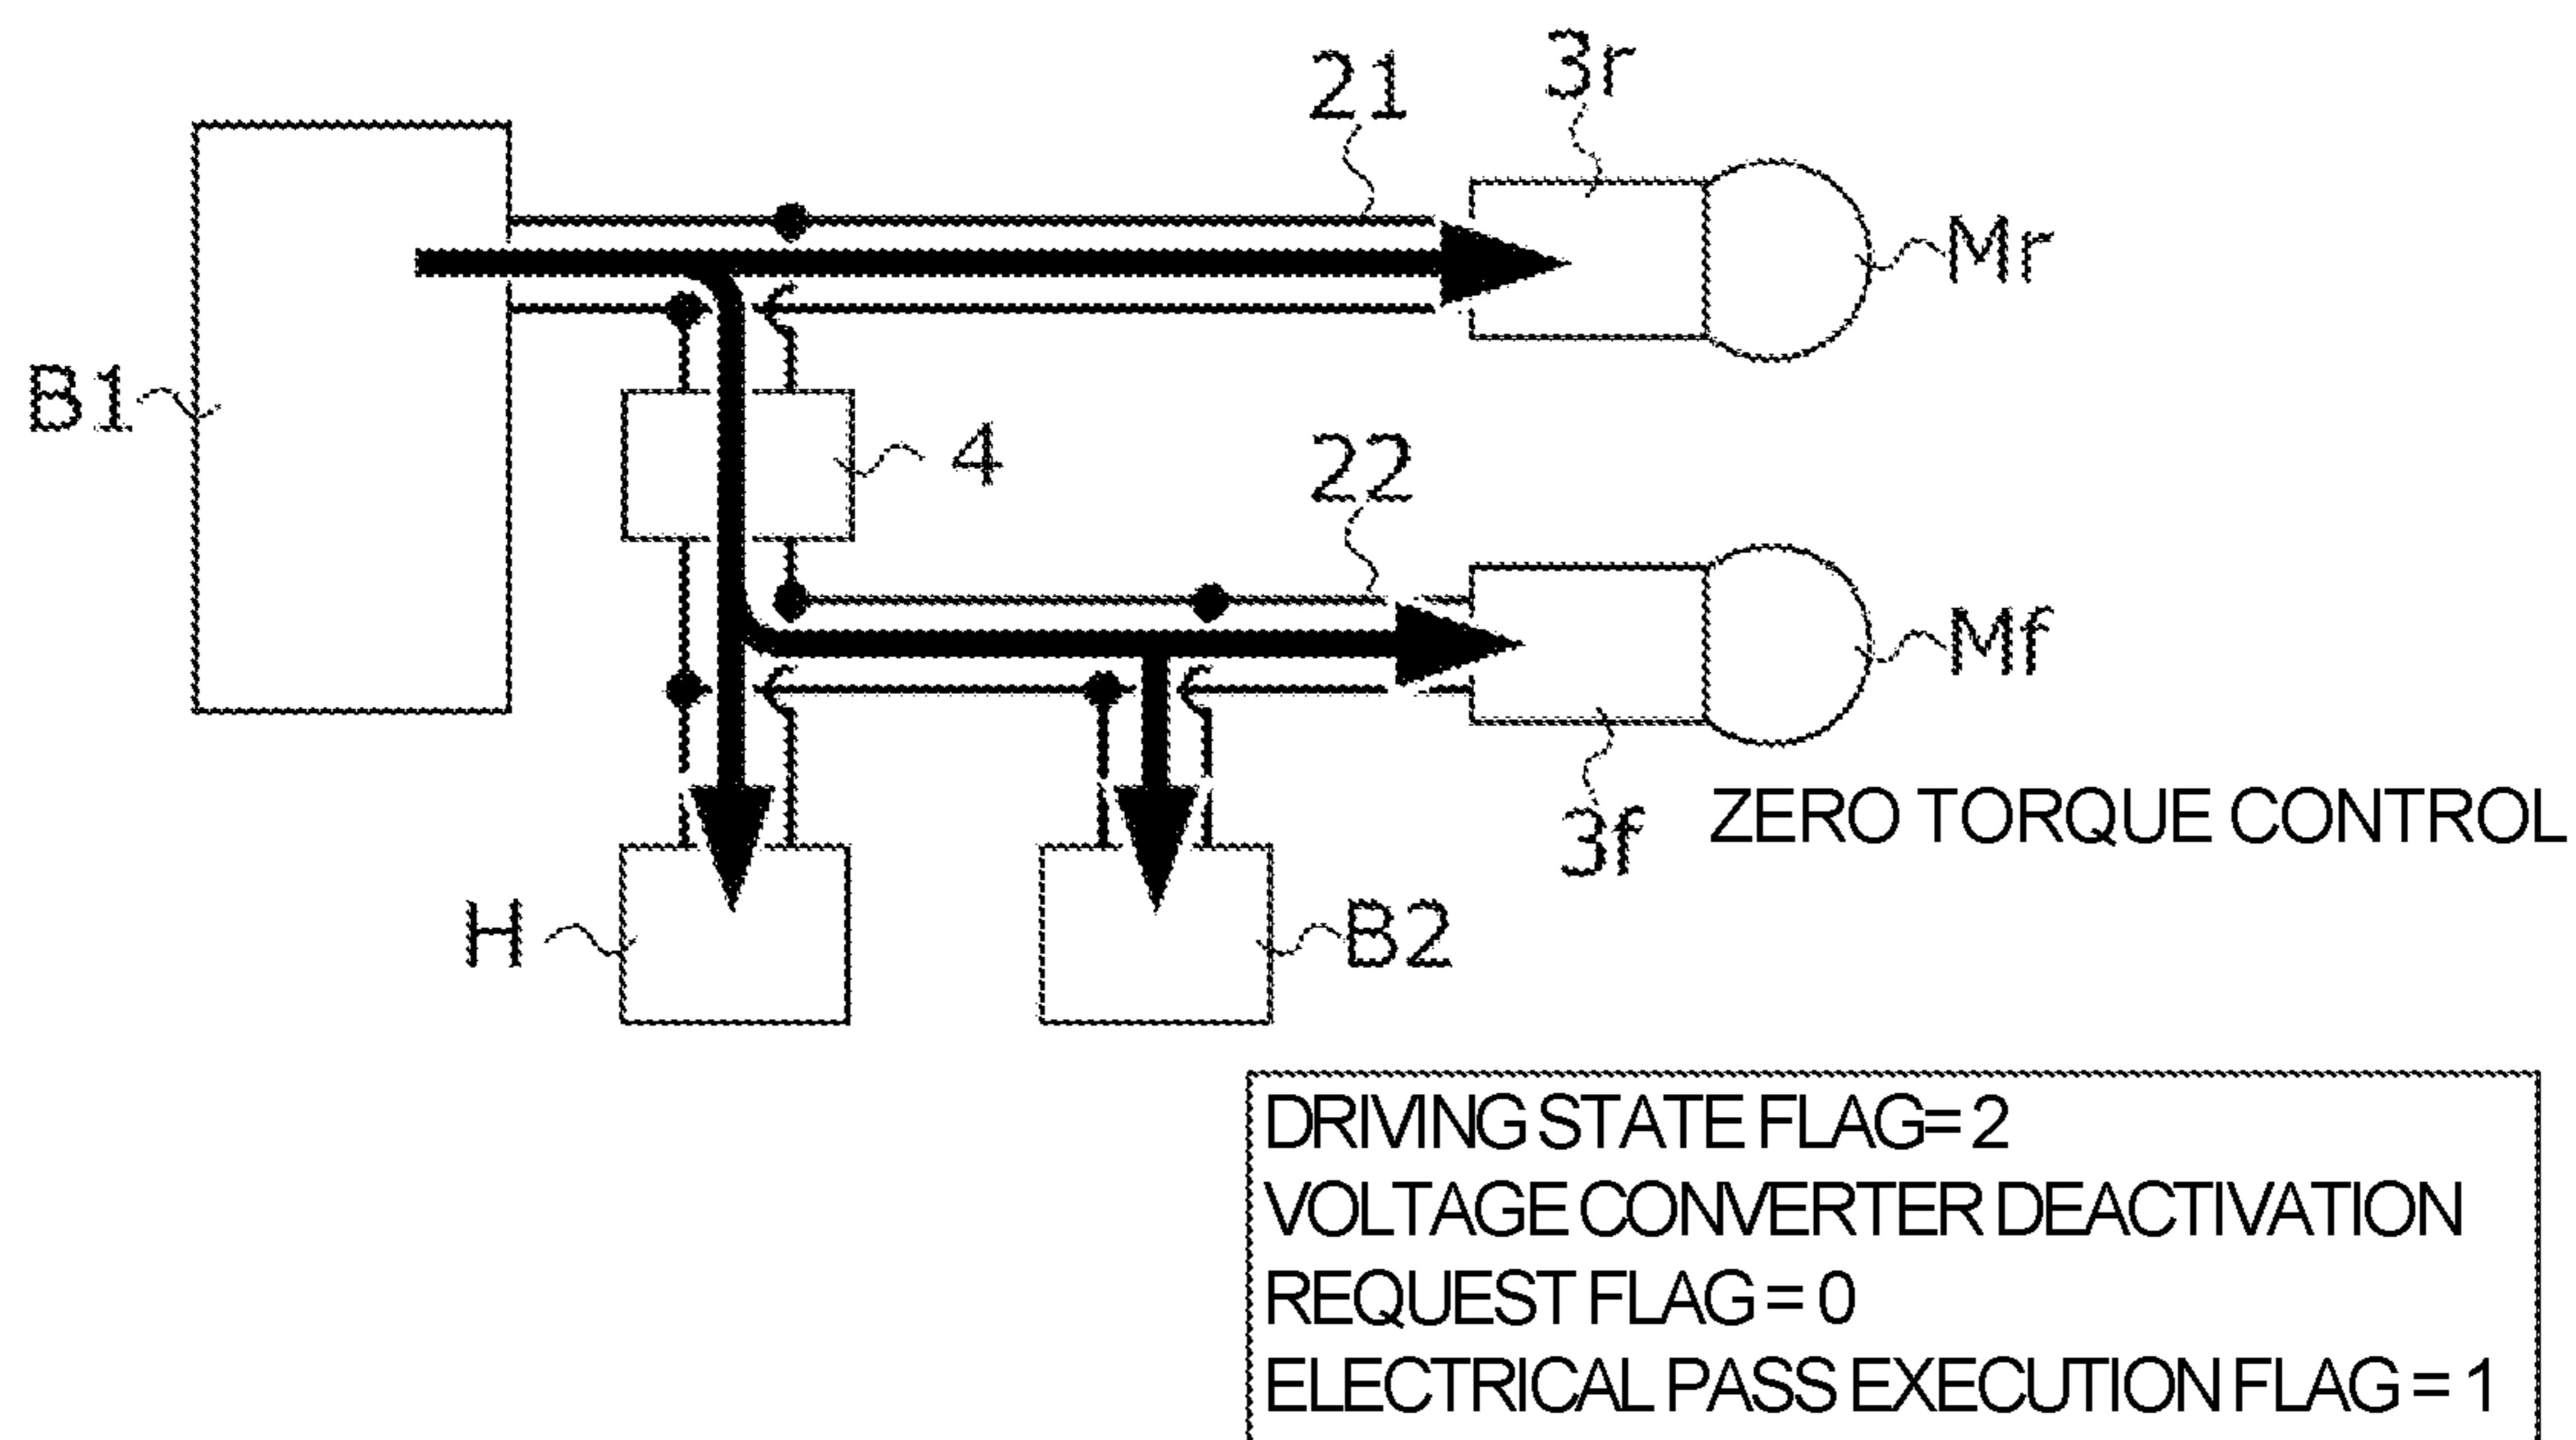 21
3r
Mr
B1
4
22
Mf
3f
ZERO TORQUE CONTROL
H
B2
DRIVING STATE FLAG= 2
VOLTAGE CONVERTER DEACTIVATION
REQUEST FLAG = 0
ELECTRICAL PASS EXECUTION FLAG = 1